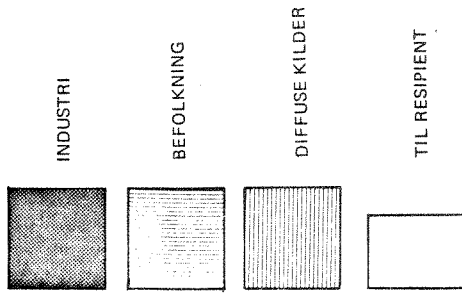 INDUSTRI
BEFOLKNING
DIFFUSE KILDER
TIL RESIPIENT